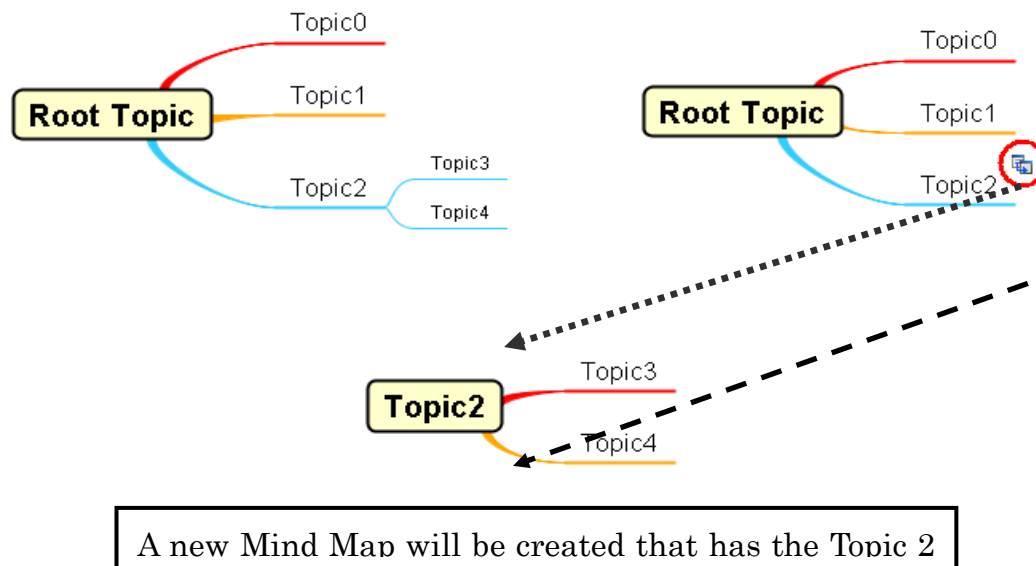 Topic0
Root Topic
Topic1
Topic2
Topic3
Topic4
Topic0
Root Topic
Topic1
Topic2
Topic2
Topic3
Topic4
A new Mind Map will be created that has the Topic 2